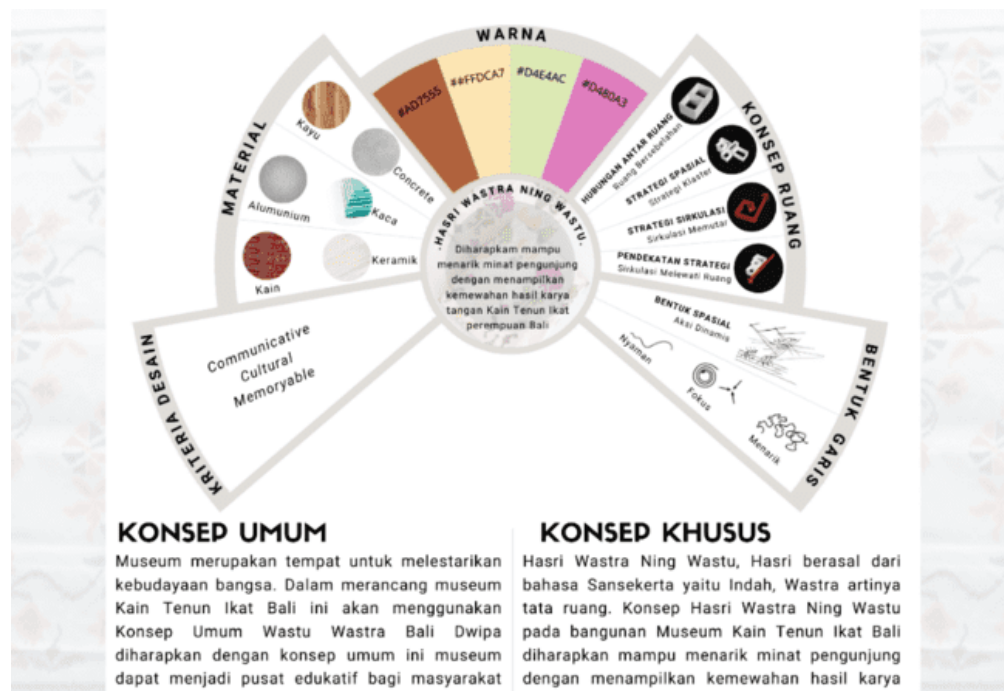 WARNA
#AD7555
##FFDCA7
#D4E4AC
#D480A3
MATERIAL
Kayu
Concrete
Alumunium
Kaca
Kain
Keramik
KONSEP RUANG
HUBUNGAN ANTAR RUANG
Ruang Bersebelahan
STRATEGI SPASIAL
Strategi Klaster
STRATEGI SIRKULASI
Sirkulasi Memutar
PENDEKATAN STRATEGI
Sirkulasi Melewati Ruang
·HASRI WASTRA NING WASTU·
Diharapkam mampu
menarik minat pengunjung
dengan menampilkan
kemewahan hasil karya
tangan Kain Tenun Ikat
perempuan Bali
KRITERIA DESAIN
Communicative
Cultural
Memoryable
BENTUK GARIS
BENTUK SPASIAL
Aksi Dinamis
Nyaman
Fokus
Menarik
KONSEP UMUM
Museum merupakan tempat untuk melestarikan
kebudayaan bangsa. Dalam merancang museum
Kain Tenun Ikat Bali ini akan menggunakan
Konsep Umum Wastu Wastra Bali Dwipa
diharapkan dengan konsep umum ini museum
dapat menjadi pusat edukatif bagi masyarakat
KONSEP KHUSUS
Hasri Wastra Ning Wastu, Hasri berasal dari
bahasa Sansekerta yaitu Indah, Wastra artinya
tata ruang. Konsep Hasri Wastra Ning Wastu
pada bangunan Museum Kain Tenun Ikat Bali
diharapkan mampu menarik minat pengunjung
dengan menampilkan kemewahan hasil karya